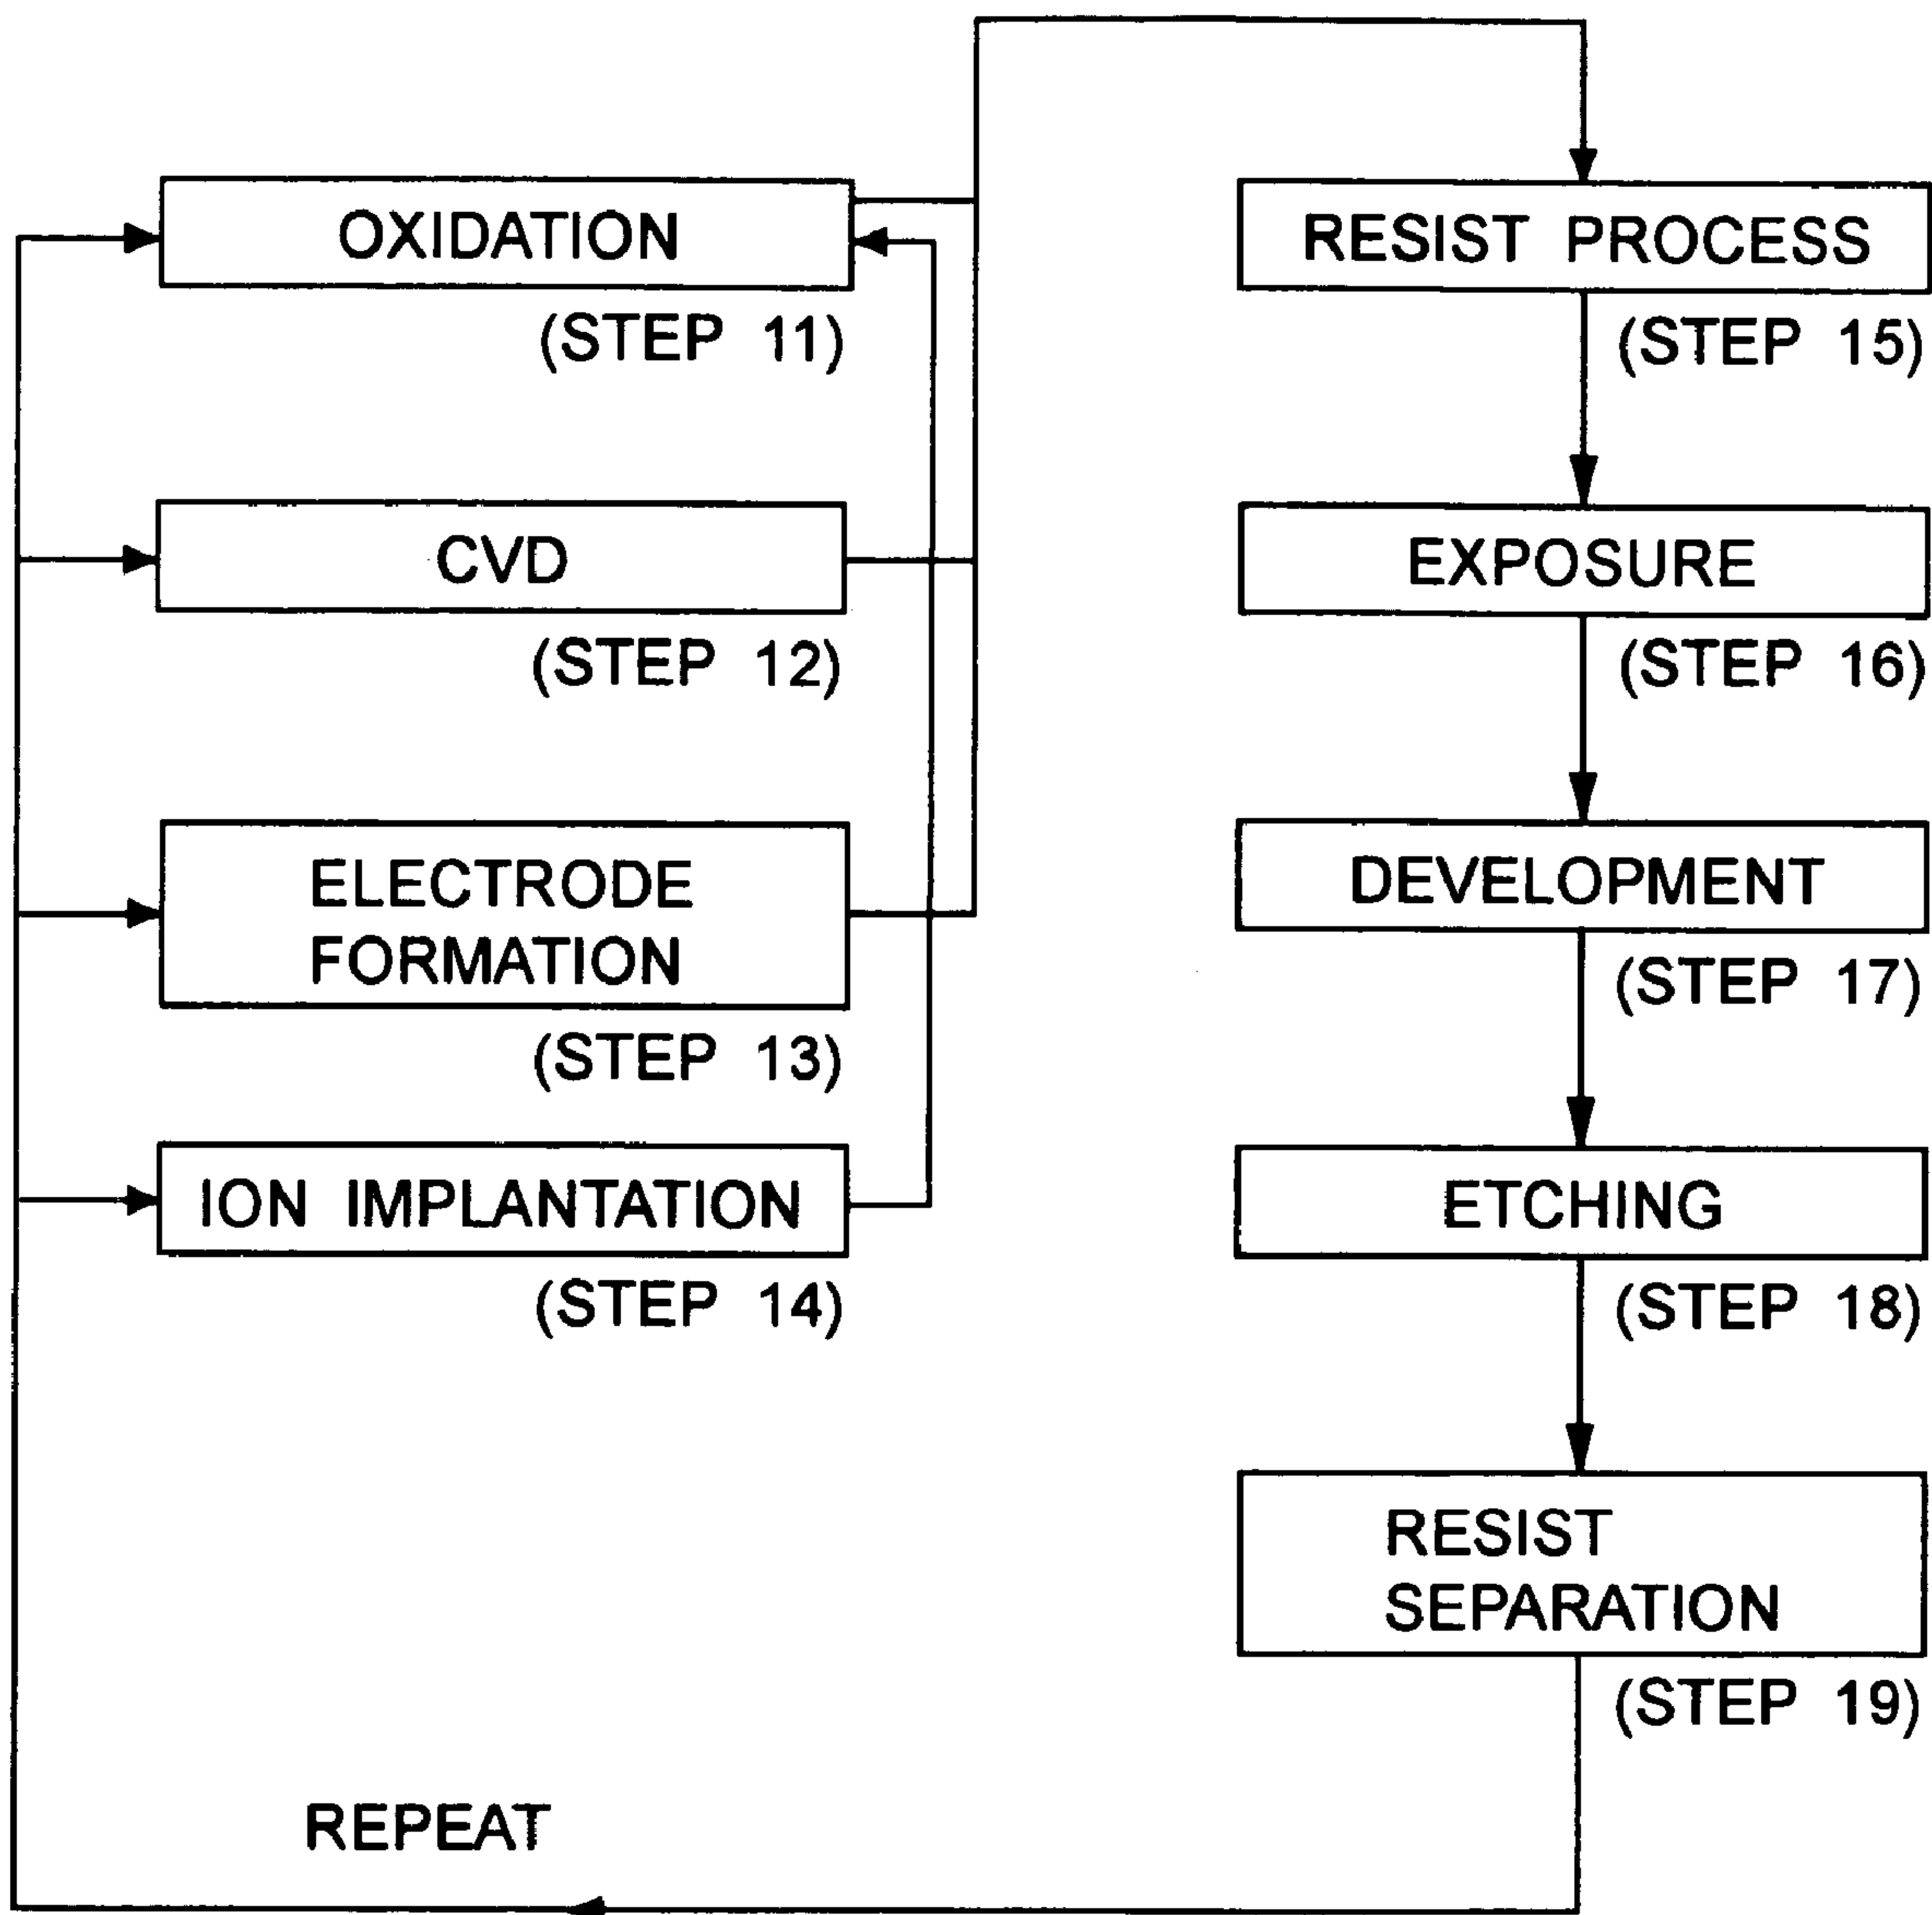 OXIDATION
(STEP 11)
CVD
(STEP 12)
ELECTRODE
FORMATION
(STEP 13)
ION IMPLANTATION
(STEP 14)
RESIST PROCESS
(STEP 15)
EXPOSURE
(STEP 16)
DEVELOPMENT
(STEP 17)
ETCHING
(STEP 18)
RESIST
SEPARATION
(STEP 19)
REPEAT